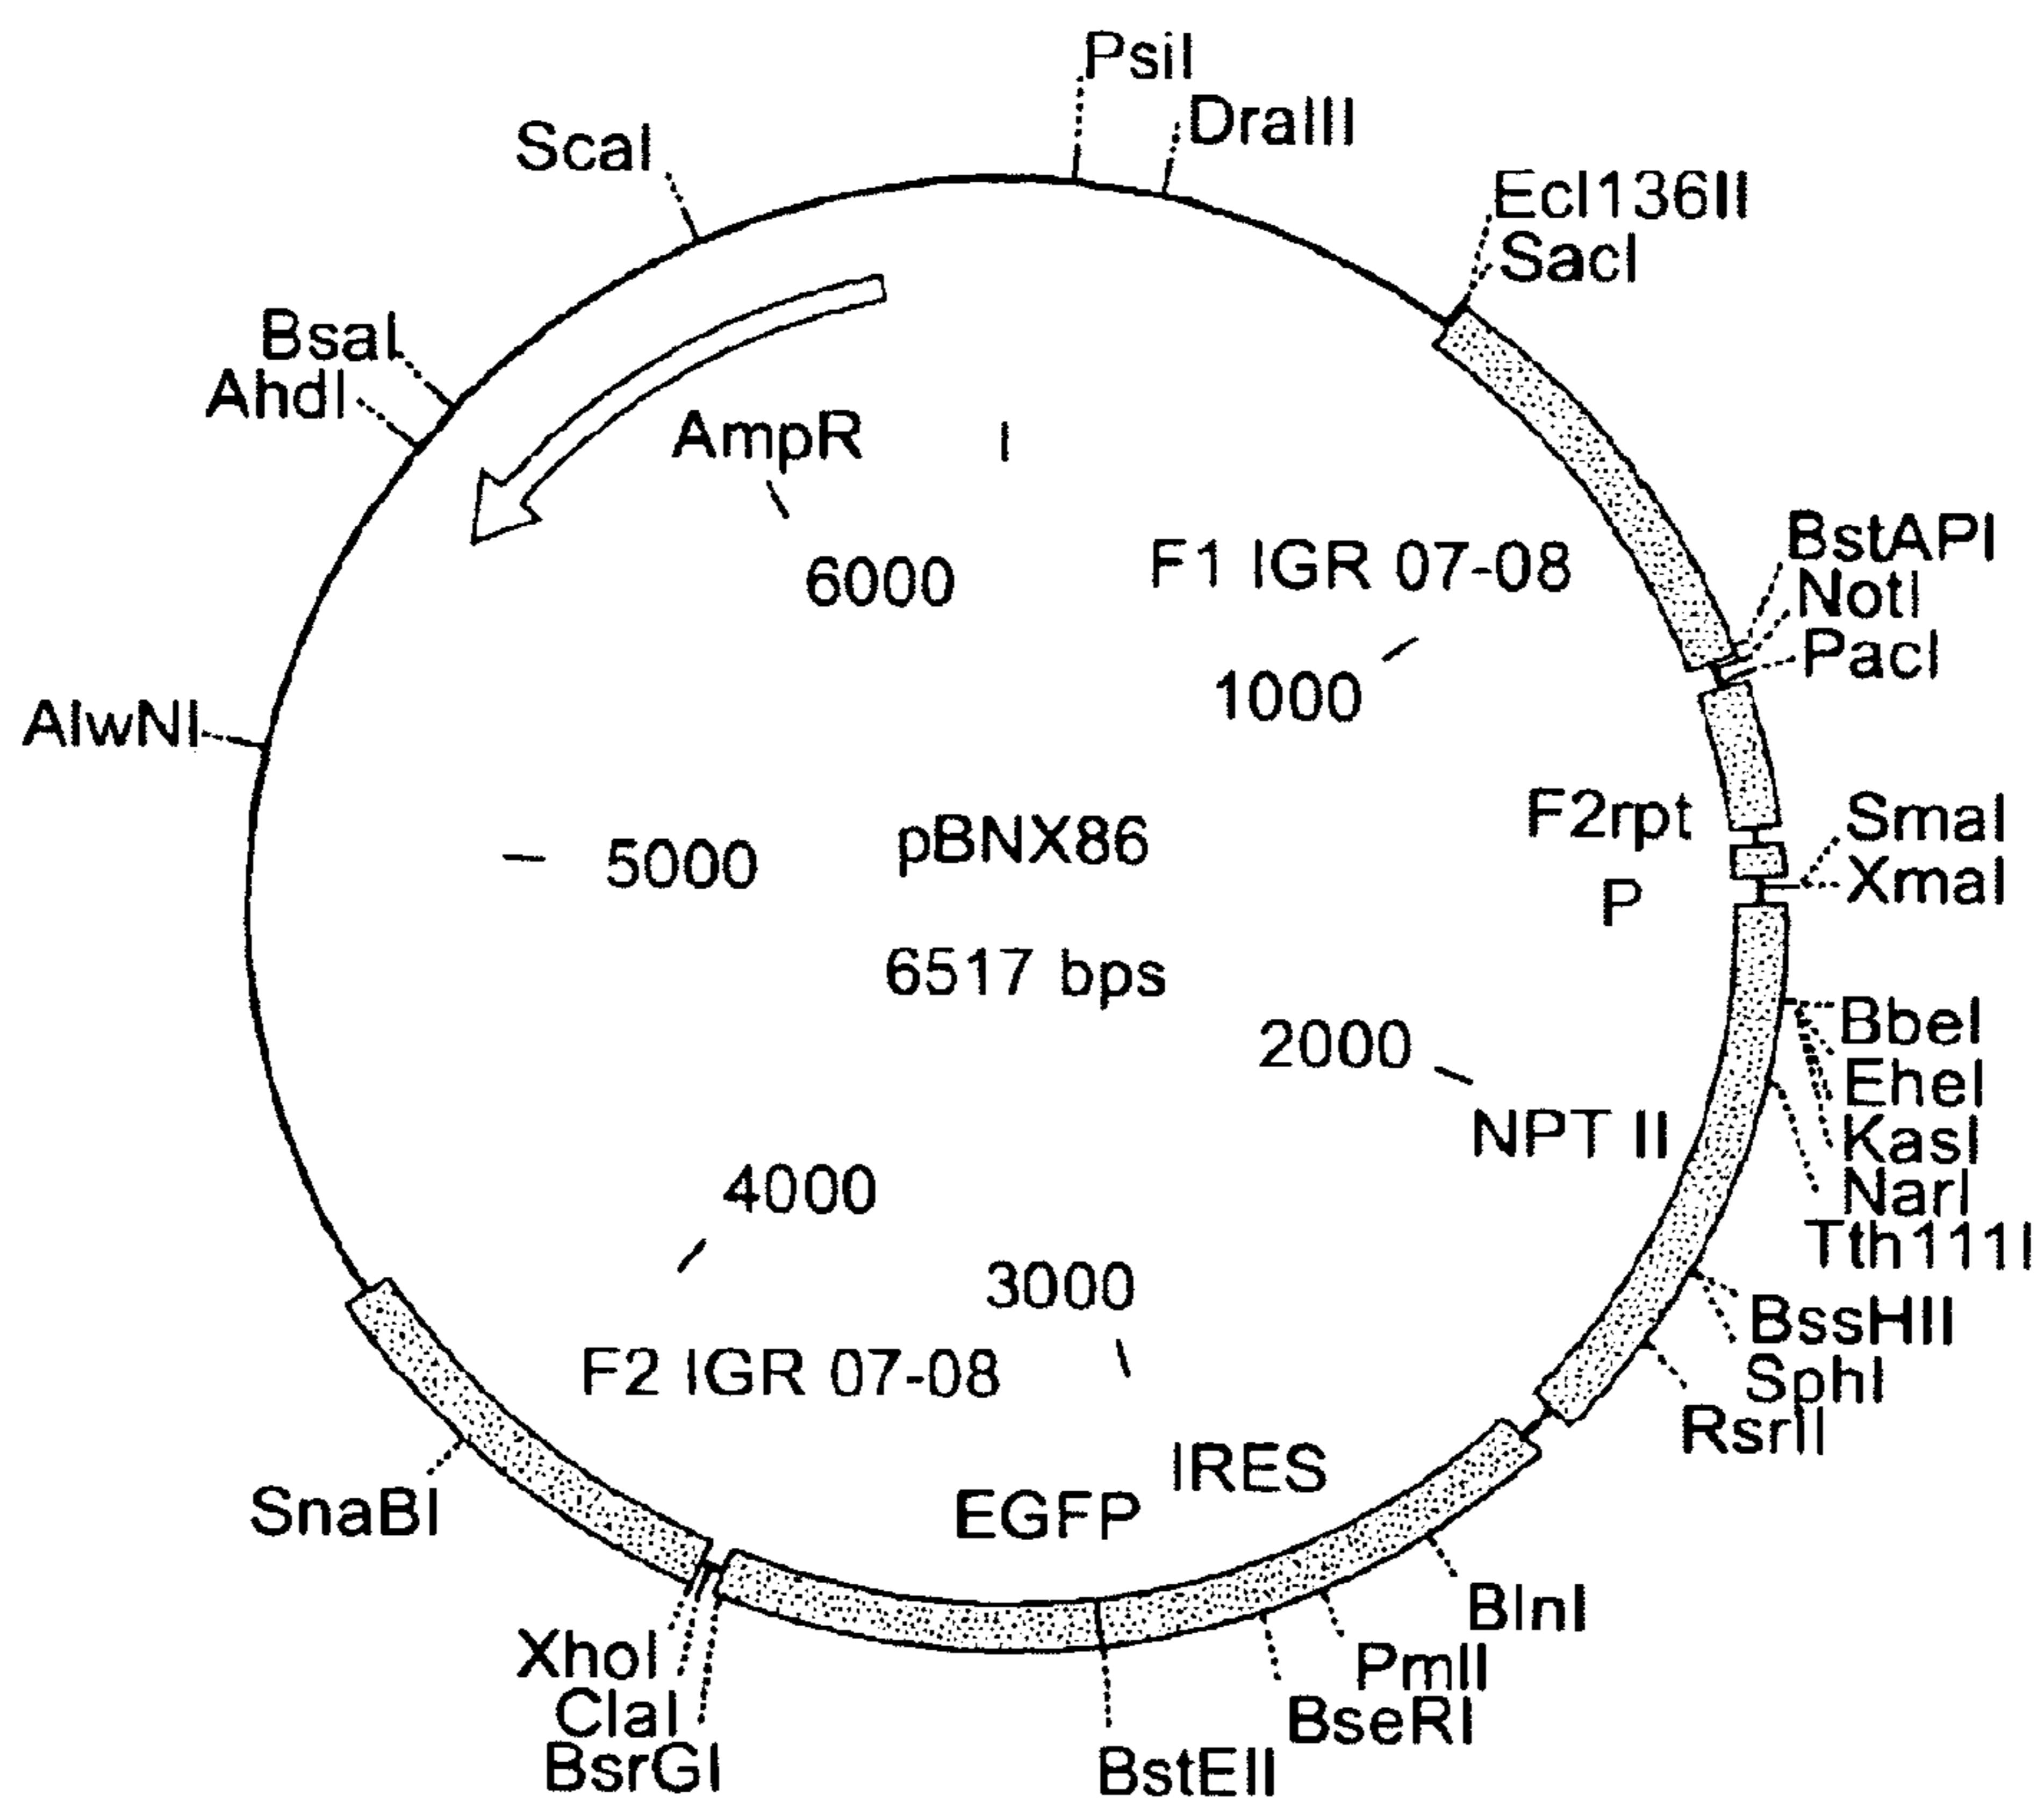 PsiI
DraIII
ScaI
Ecl136II
SacI
BsaI
AhdI
AmpR
I
6000
F1 IGR 07-08
1000
BstAPI
NotI
PacI
AlwNI
5000
pBNX86
6517 bps
F2rpt
P
SmaI
XmaI
2000
NPT II
BbeI
EheI
KasI
NarI
Tth111I
4000
3000
BssHII
SphI
RsrII
F2 IGR 07-08
IRES
EGFP
SnaBI
BlnI
PmlI
BseRI
BstEII
XhoI
ClaI
BsrGI